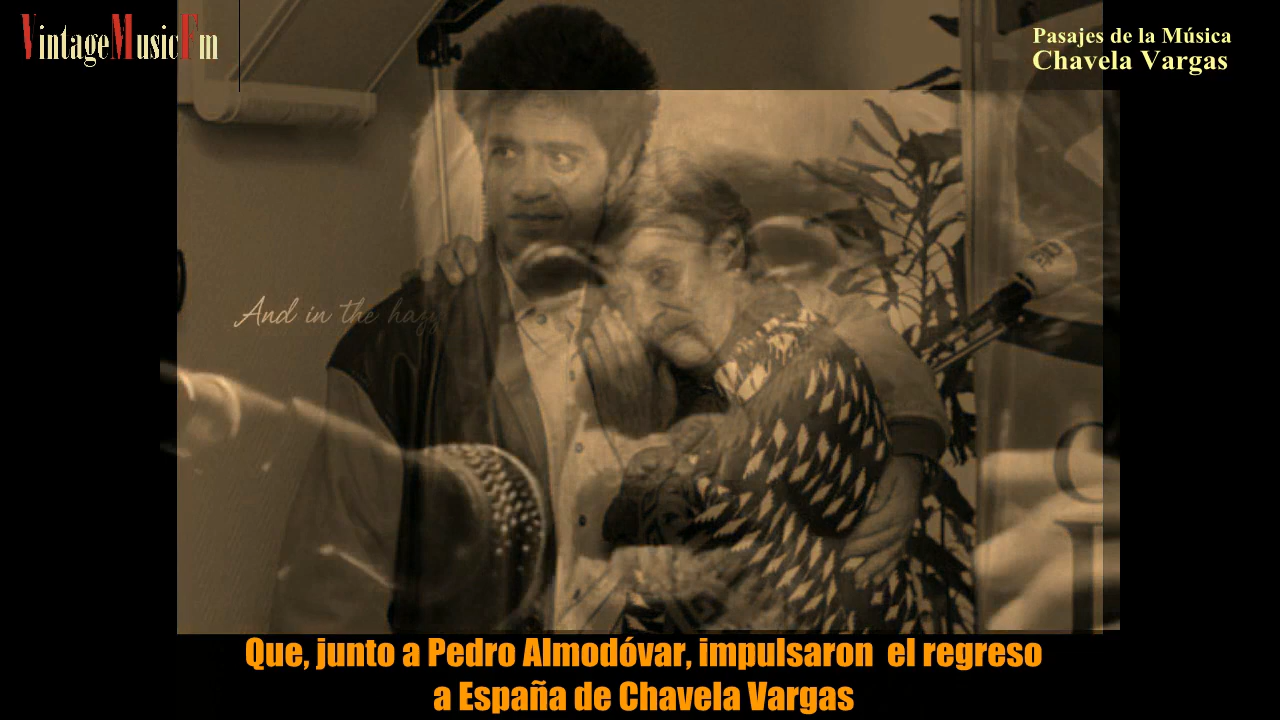 VintageMusicFm
Pasajes de la Música
Chavela Vargas
And in the hazy
Que, junto a Pedro Almodóvar, impulsaron el regreso
a España de Chavela Vargas